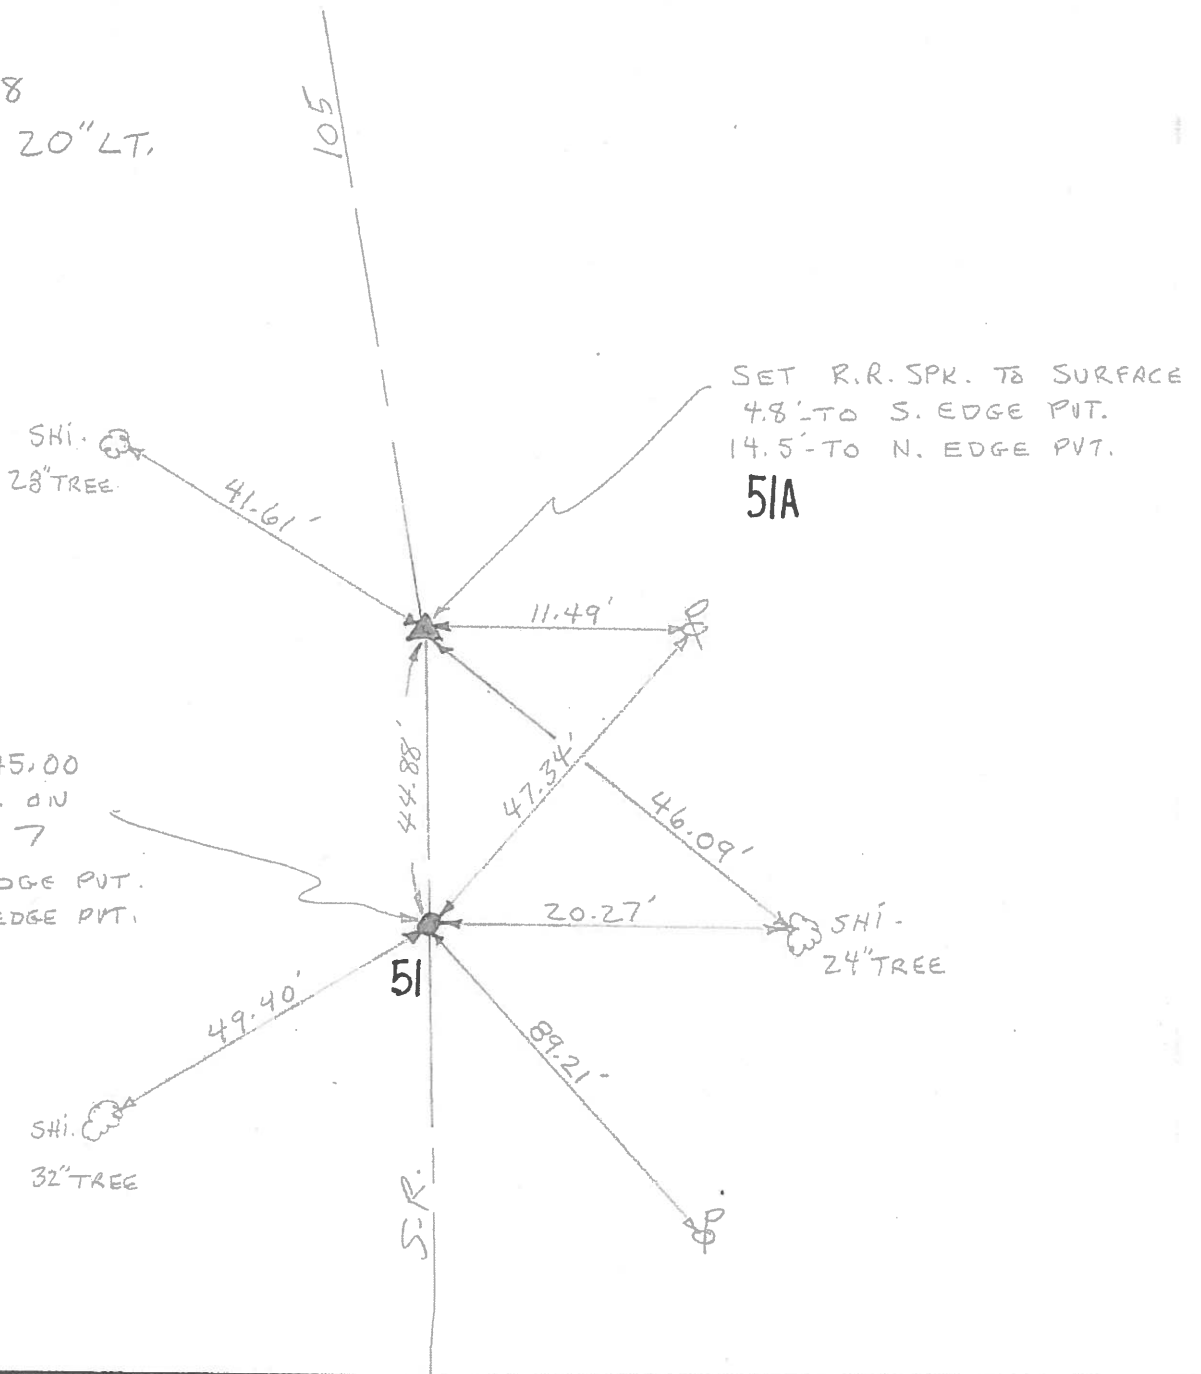 8
20" LT.
105
SET R.R. SPK. TO SURFACE
4.8'-TO S. EDGE PVT.
14.5'-TO N. EDGE PVT.
51A
SHI.
28" TREE
41.61'
11.49'
44.88'
47.34'
46.09'
45.00
. ON
7
DGE PVT.
EDGE PVT.
20.27'
SHI-
24" TREE
51
49.40'
89.21'
SHI.
32" TREE
S.R.